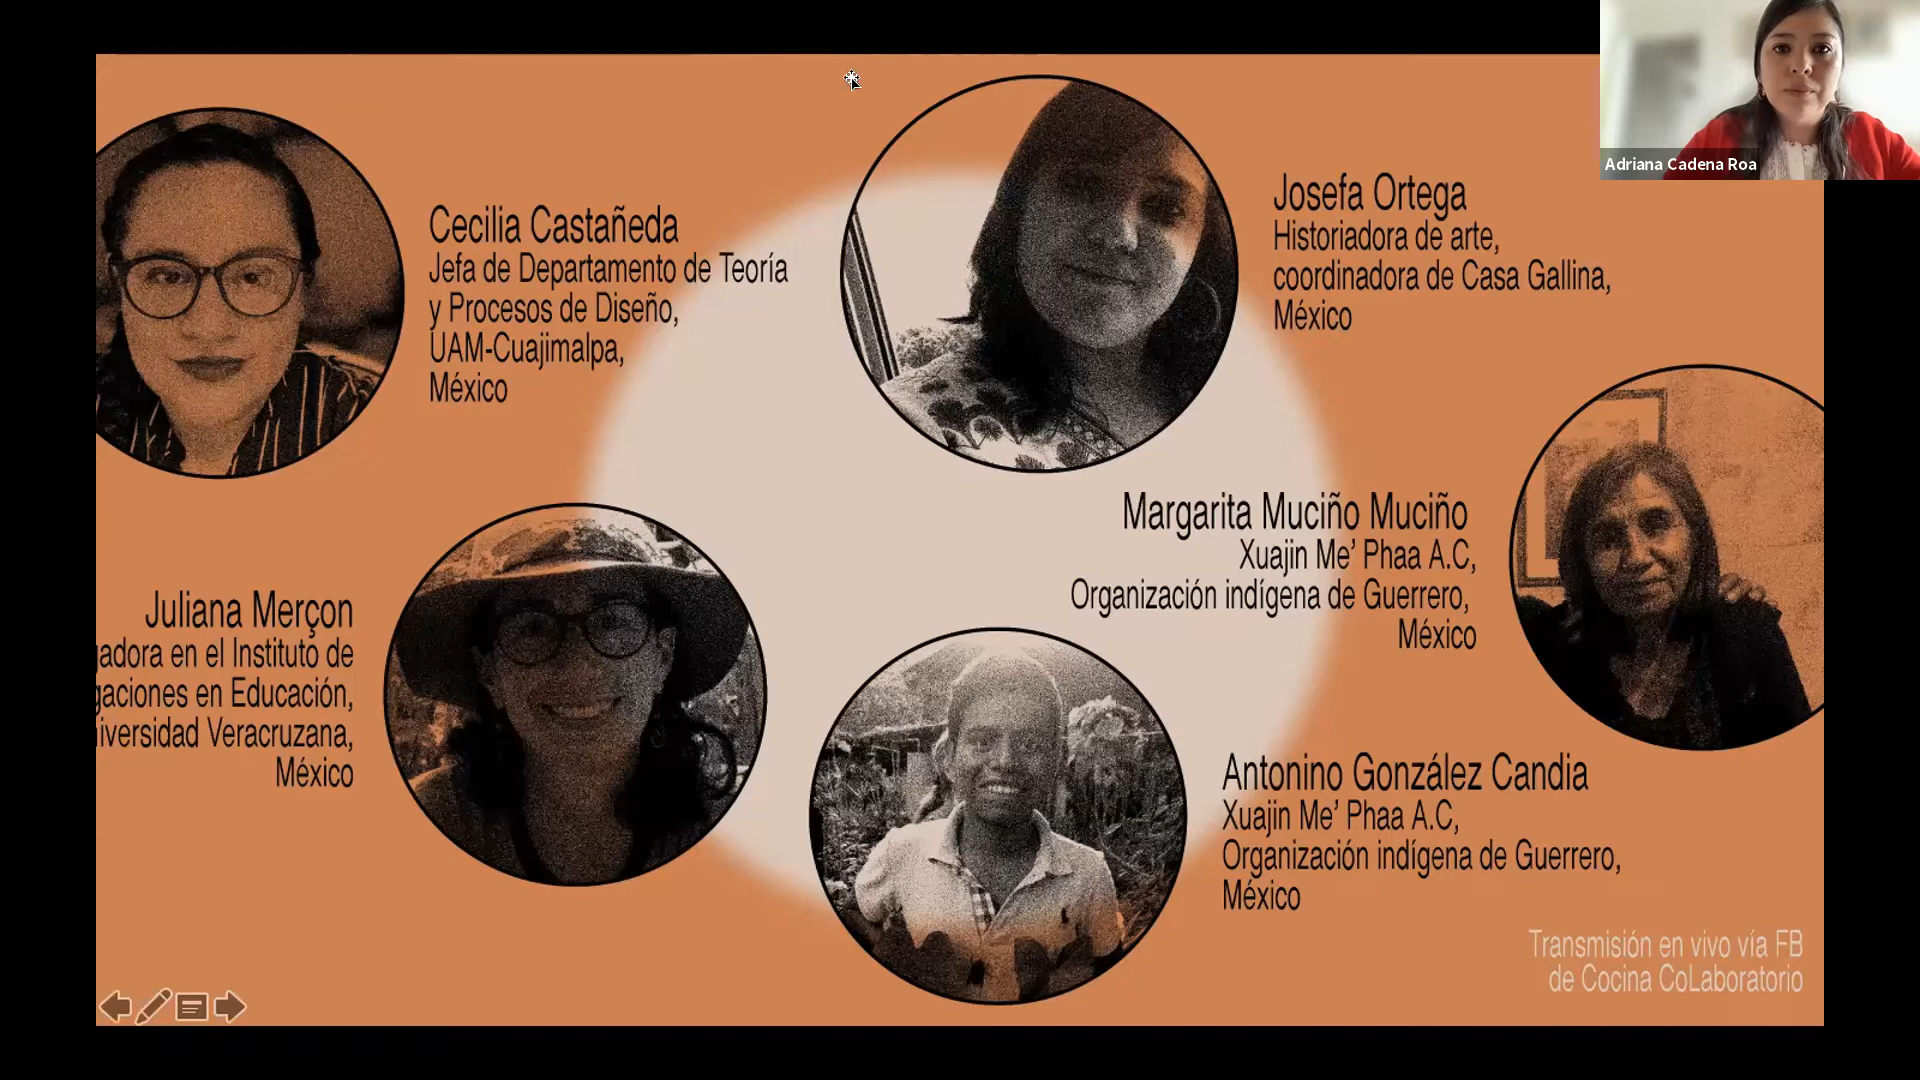 Adriana Cadena Roa
Cecilia Castañeda
Jefa de Departamento de Teoría
y Procesos de Diseño,
UAM-Cuajimalpa,
México
Josefa Ortega
Historiadora de arte,
coordinadora de Casa Gallina,
México
Margarita Muciño Muciño
Xuajin Me’ Phaa A.C,
Organización indígena de Guerrero,
México
Juliana Merçon
en el Instituto de
en Educación,
Veracruzana,
México
Antonino González Candia
Xuajin Me’ Phaa A.C,
Organización indígena de Guerrero,
México
Transmisión en vivo vía FB
de Cocina CoLaboratorio